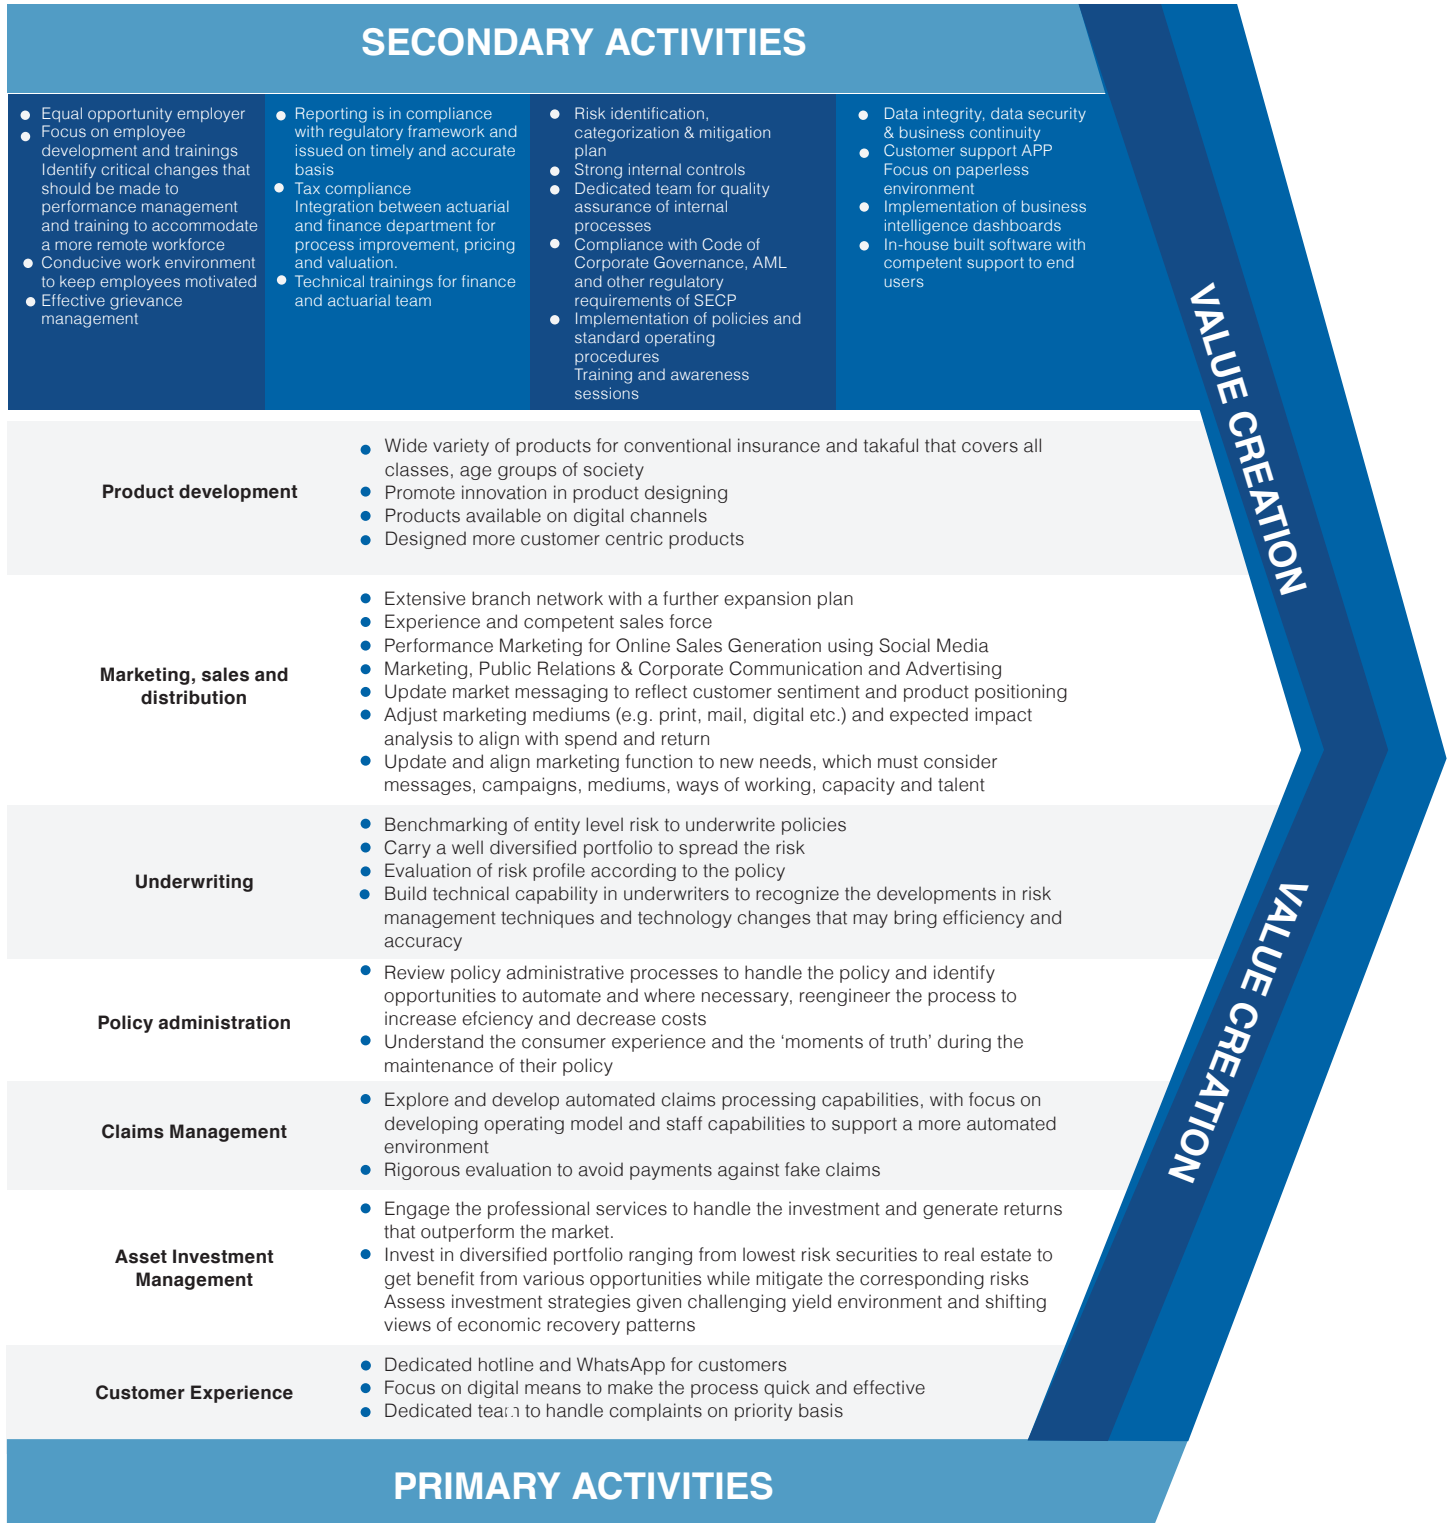 SECONDARY ACTIVITIES
Equal opportunity employer
Focus on employee
development and trainings
Identify critical changes that
should be made to
performance management
and training to accommodate
a more remote workforce
Conducive work environment
to keep employees motivated
Effective grievance
management
Reporting is in compliance
with regulatory framework and
issued on timely and accurate
basis
Tax compliance
Integration between actuarial
and finance department for
process improvement, pricing
and valuation.
Technical trainings for finance
and actuarial team
Risk identification,
categorization & mitigation
plan
Strong internal controls
Dedicated team for quality
assurance of internal
processes
Compliance with Code of
Corporate Governance, AML
and other regulatory
requirements of SECP
Implementation of policies and
standard operating
procedures
Training and awareness
sessions
Data integrity, data security
& business continuity
Customer support APP
Focus on paperless
environment
Implementation of business
intelligence dashboards
In-house built software with
competent support to end
users
VALUE CREATION
Product development
Wide variety of products for conventional insurance and takaful that covers all
classes, age groups of society
Promote innovation in product designing
Products available on digital channels
Designed more customer centric products
Marketing, sales and
distribution
Extensive branch network with a further expansion plan
Experience and competent sales force
Performance Marketing for Online Sales Generation using Social Media
Marketing, Public Relations & Corporate Communication and Advertising
Update market messaging to reflect customer sentiment and product positioning
Adjust marketing mediums (e.g. print, mail, digital etc.) and expected impact
analysis to align with spend and return
Update and align marketing function to new needs, which must consider
messages, campaigns, mediums, ways of working, capacity and talent
Underwriting
Benchmarking of entity level risk to underwrite policies
Carry a well diversified portfolio to spread the risk
Evaluation of risk profile according to the policy
Build technical capability in underwriters to recognize the developments in risk
management techniques and technology changes that may bring efficiency and
accuracy
VALUE CREATION
Policy administration
Review policy administrative processes to handle the policy and identify
opportunities to automate and where necessary, reengineer the process to
increase efciency and decrease costs
Understand the consumer experience and the ‘moments of truth’ during the
maintenance of their policy
Claims Management
Explore and develop automated claims processing capabilities, with focus on
developing operating model and staff capabilities to support a more automated
environment
Rigorous evaluation to avoid payments against fake claims
Asset Investment
Management
Engage the professional services to handle the investment and generate returns
that outperform the market.
Invest in diversified portfolio ranging from lowest risk securities to real estate to
get benefit from various opportunities while mitigate the corresponding risks
Assess investment strategies given challenging yield environment and shifting
views of economic recovery patterns
Customer Experience
Dedicated hotline and WhatsApp for customers
Focus on digital means to make the process quick and effective
Dedicated team to handle complaints on priority basis
PRIMARY ACTIVITIES